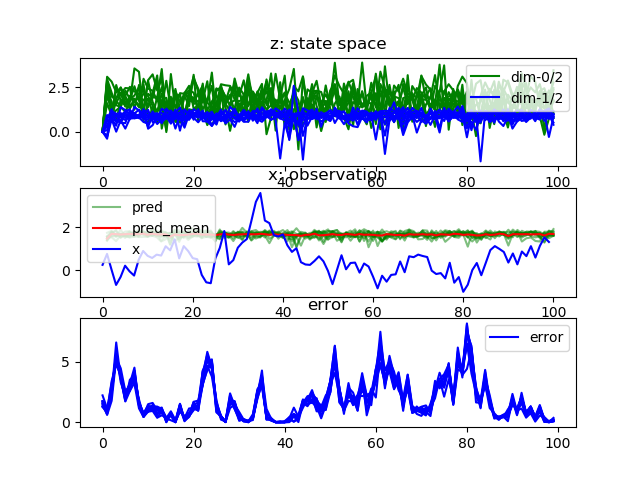 z: state space
2.5
0.0
dim-0/2
dim-1/2
0 20 40 60 80 100
x: observation
2
0
pred
pred_mean
x
0 20 40 60 80 100
error
5
0
error
0 20 40 60 80 100